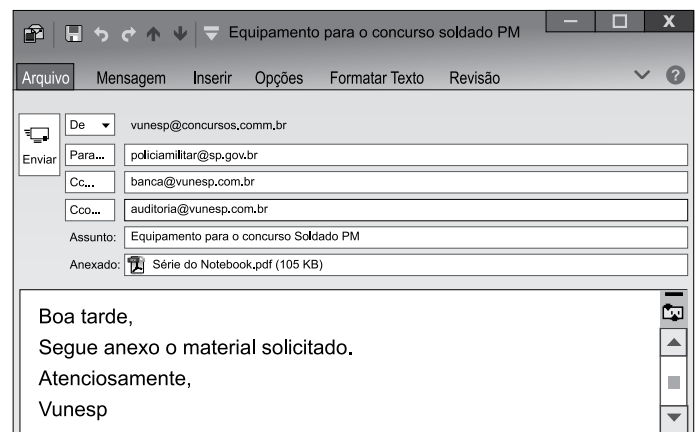 Equipamento para o concurso soldado PM
Arquivo Mensagem Inserir Opções Formatar Texto Revisão
De vunesp@concursos.comm.br
Enviar Para... policiamilitar@sp.gov.br
Cc... banca@vunesp.com.br
Cco... auditoria@vunesp.com.br
Assunto: Equipamento para o concurso Soldado PM
Anexado: Série do Notebook.pdf (105 KB)
Boa tarde,
Segue anexo o material solicitado.
Atenciosamente,
Vunesp